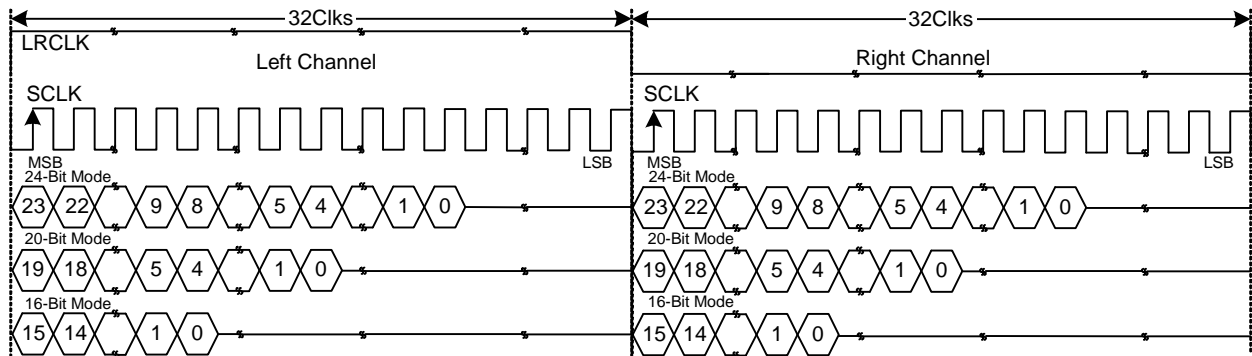 32Clks 32Clks
LRCLK
Left Channel Right Channel
SCLK SCLK
MSB LSB MSB LSB
24-Bit Mode 24-Bit Mode
23 22 9 8 5 4 1 0 23 22 9 8 5 4 1 0
20-Bit Mode 20-Bit Mode
19 18 5 4 1 0 19 18 5 4 1 0
16-Bit Mode 16-Bit Mode
15 14 1 0 15 14 1 0